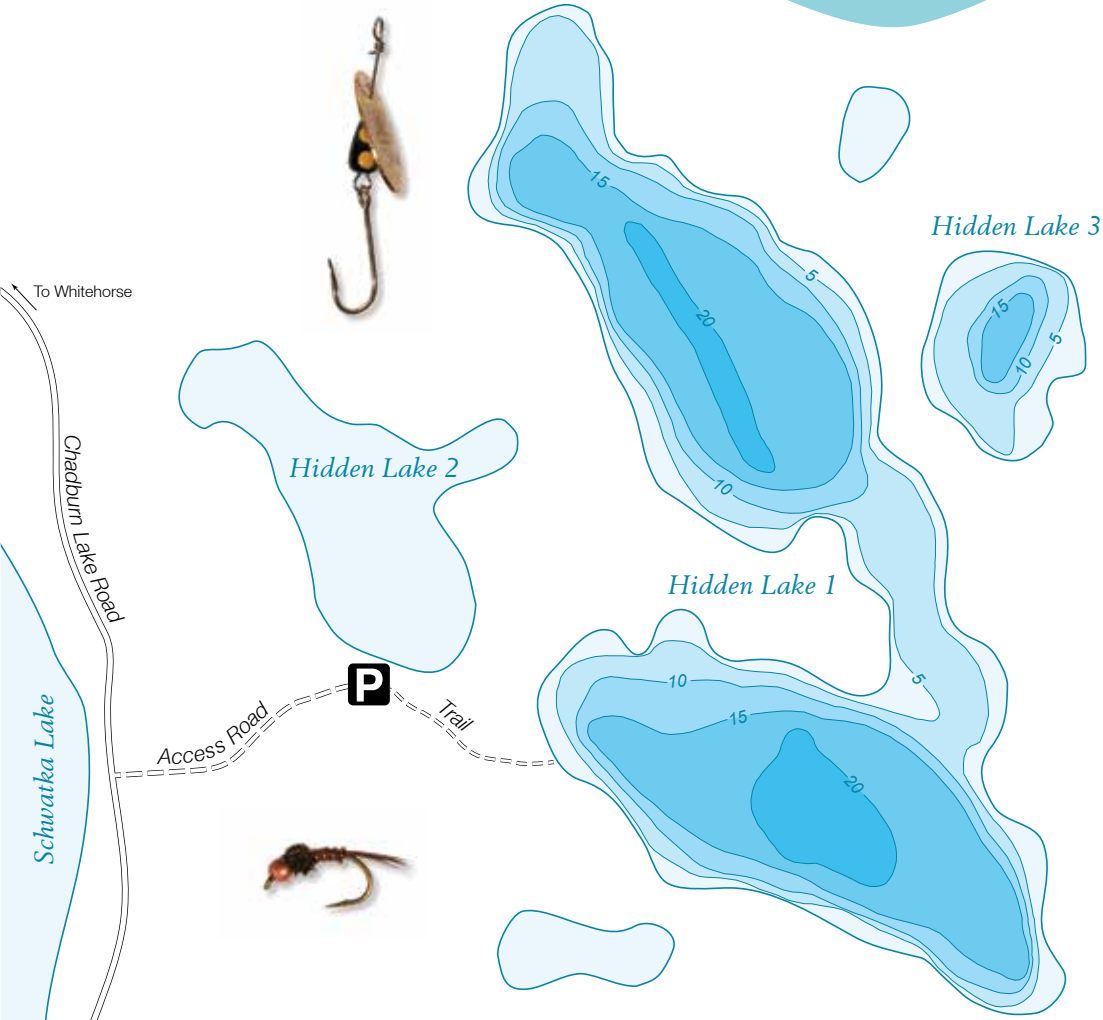 15
Hidden Lake 3
5
To Whitehorse
15
20
5
10
Chadburn Lake Road
Hidden Lake 2
10
Hidden Lake 1
5
10
P
Schwatka Lake
Access Road
Trail
15
20